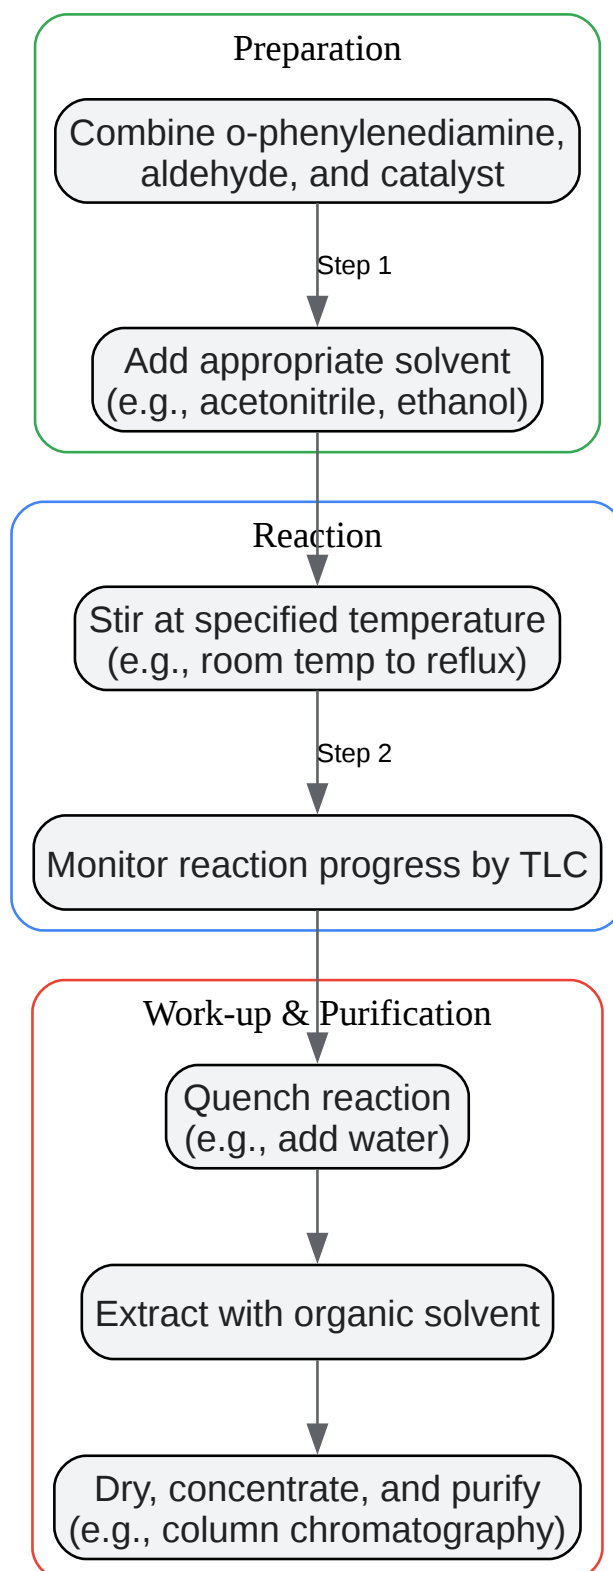 Preparation
Combine o-phenylenediamine,
aldehyde, and catalyst
Step 1
Add appropriate solvent
(e.g., acetonitrile, ethanol)
Reaction
Stir at specified temperature
(e.g., room temp to reflux)
Step 2
Monitor reaction progress by TLC
Work-up & Purification
Quench reaction
(e.g., add water)
Extract with organic solvent
Dry, concentrate, and purify
(e.g., column chromatography)